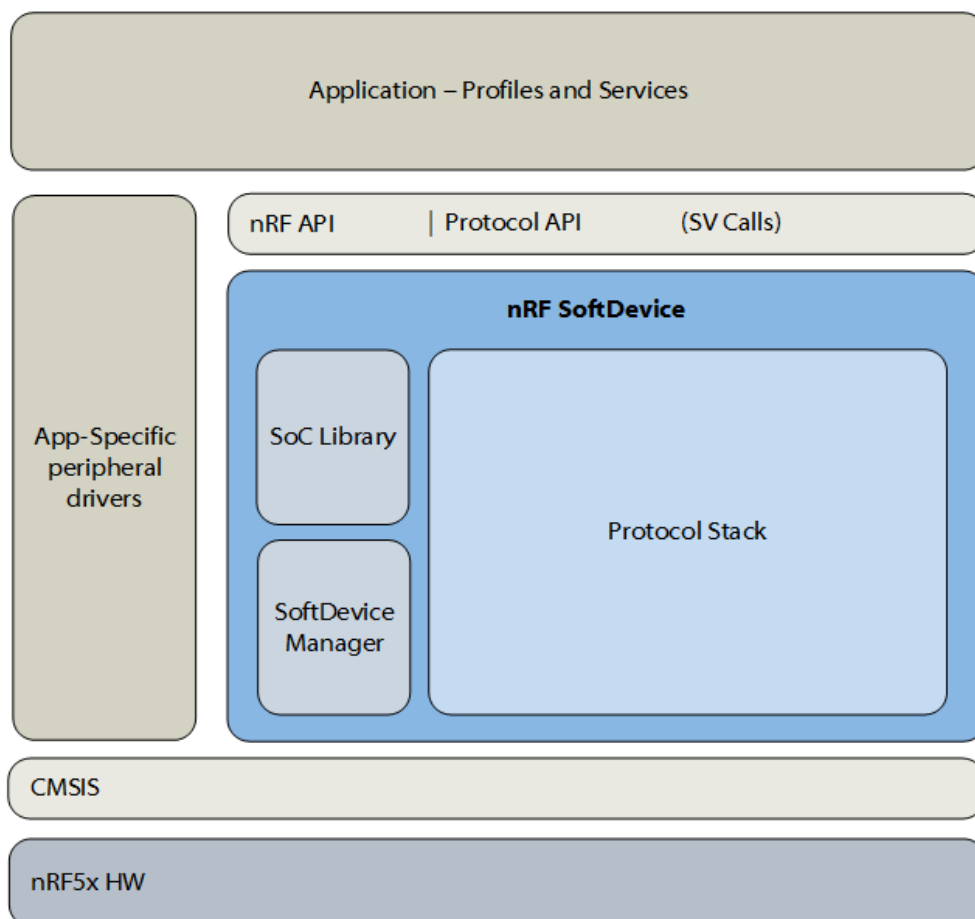 Application – Profiles and Services
nRF API | Protocol API (SV Calls)
nRF SoftDevice
App-Specific
peripheral
drivers
SoC Library
SoftDevice
Manager
Protocol Stack
CMSIS
nRF5x HW